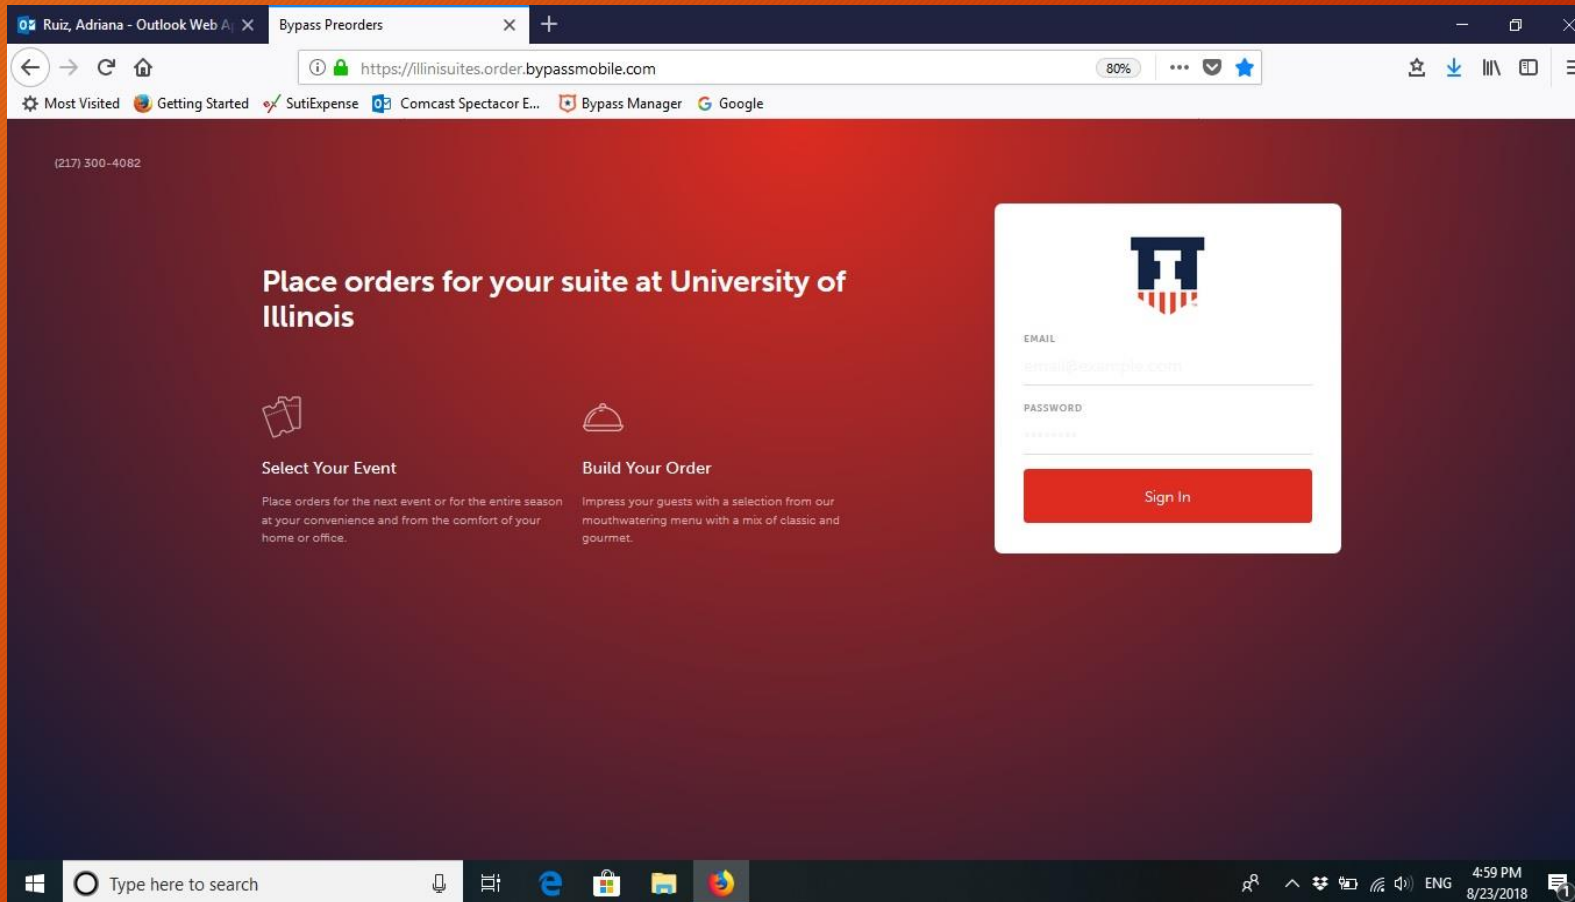 Ruiz, Adriana - Outlook Web A
Bypass Preorders
https://illinisuites.order.bypassmobile.com
80%
Most Visited
Getting Started
SutiExpense
Comcast Spectacor E...
Bypass Manager
Google
(217) 300-4082
Place orders for your suite at University of
Illinois
Select Your Event
Place orders for the next event or for the entire season
at your convenience and from the comfort of your
home or office.
Build Your Order
Impress your guests with a selection from our
mouthwatering menu with a mix of classic and
gourmet.
EMAIL
email@example.com
PASSWORD
Sign In
Type here to search
ENG
4:59 PM
8/23/2018
1